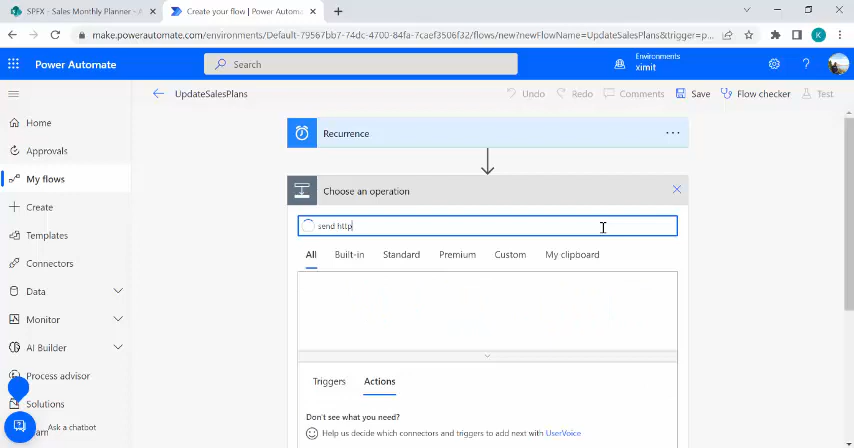 SPFX - Sales Monthly Planner - A
Create your flow | Power Automa
make.powerautomate.com/environments/Default-79567bb7-74dc-4700-84fa-7caef3506f32/flows/new?newFlowName=UpdateSalesPlans&trigger=p...
K
Power Automate
Search
Environments
ximit
?
UpdateSalesPlans
Undo
Redo
Comments
Save
Flow checker
Test
Home
Approvals
My flows
Create
Templates
Connectors
Data
Monitor
AI Builder
Process advisor
Solutions
Ask a chatbot
Recurrence
Choose an operation
send http
All
Built-in
Standard
Premium
Custom
My clipboard
Triggers
Actions
Don't see what you need?
Help us decide which connectors and triggers to add next with UserVoice